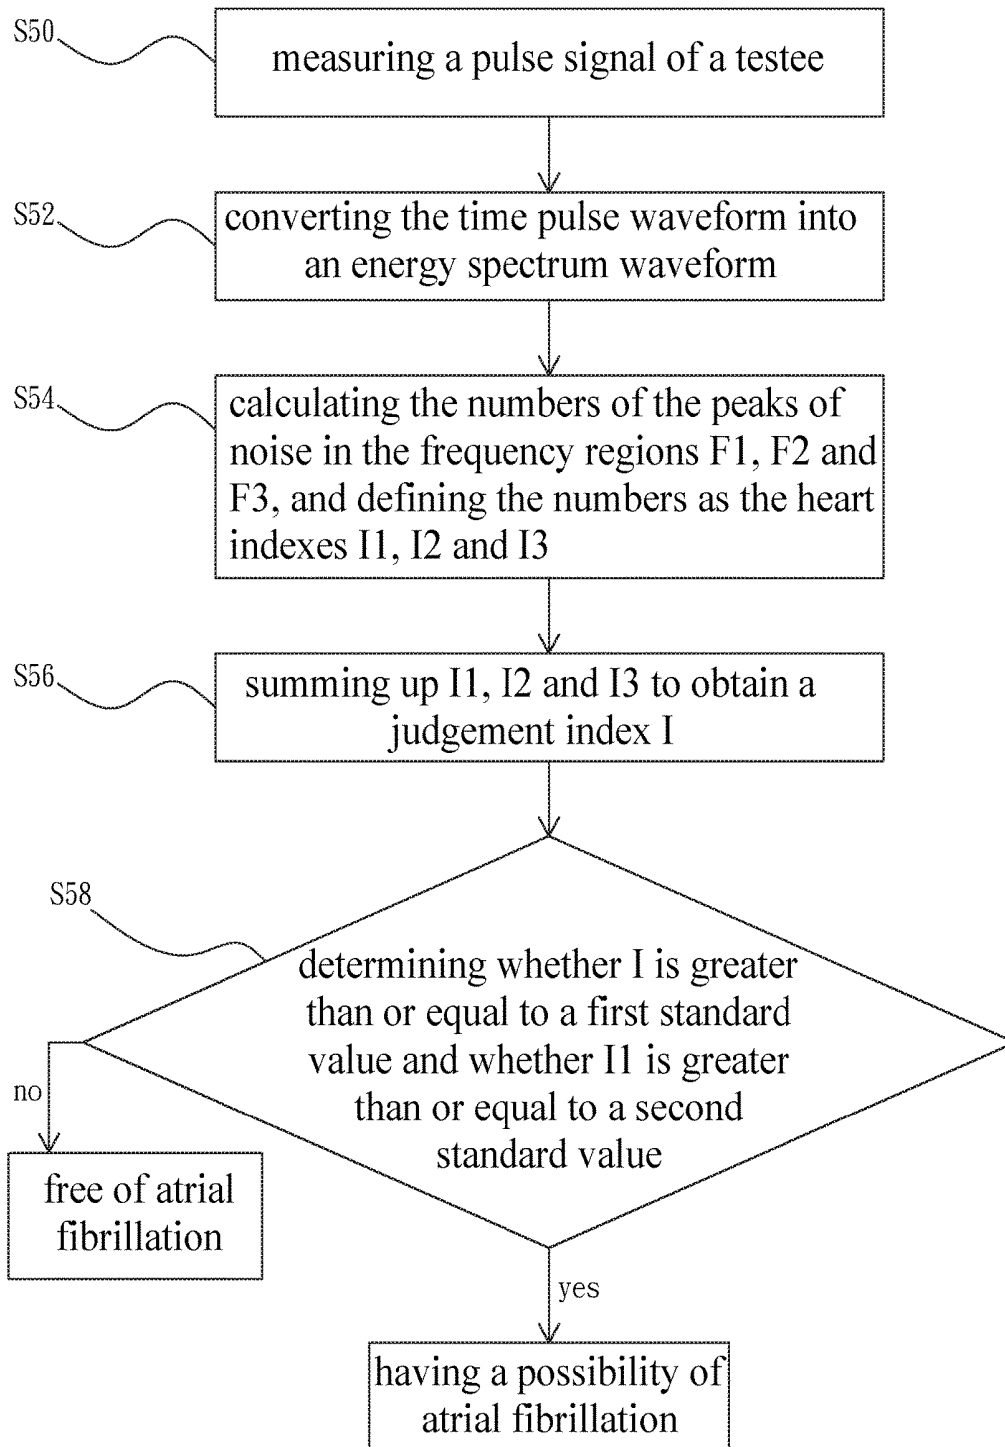 S50
measuring a pulse signal of a testee
S52
converting the time pulse waveform into
an energy spectrum waveform
S54
calculating the numbers of the peaks of
noise in the frequency regions F1, F2 and
F3, and defining the numbers as the heart
indexes I1, I2 and I3
S56
summing up I1, I2 and I3 to obtain a
judgement index I
S58
determining whether I is greater
than or equal to a first standard
value and whether I1 is greater
than or equal to a second
standard value
no
free of atrial
fibrillation
yes
having a possibility of
atrial fibrillation